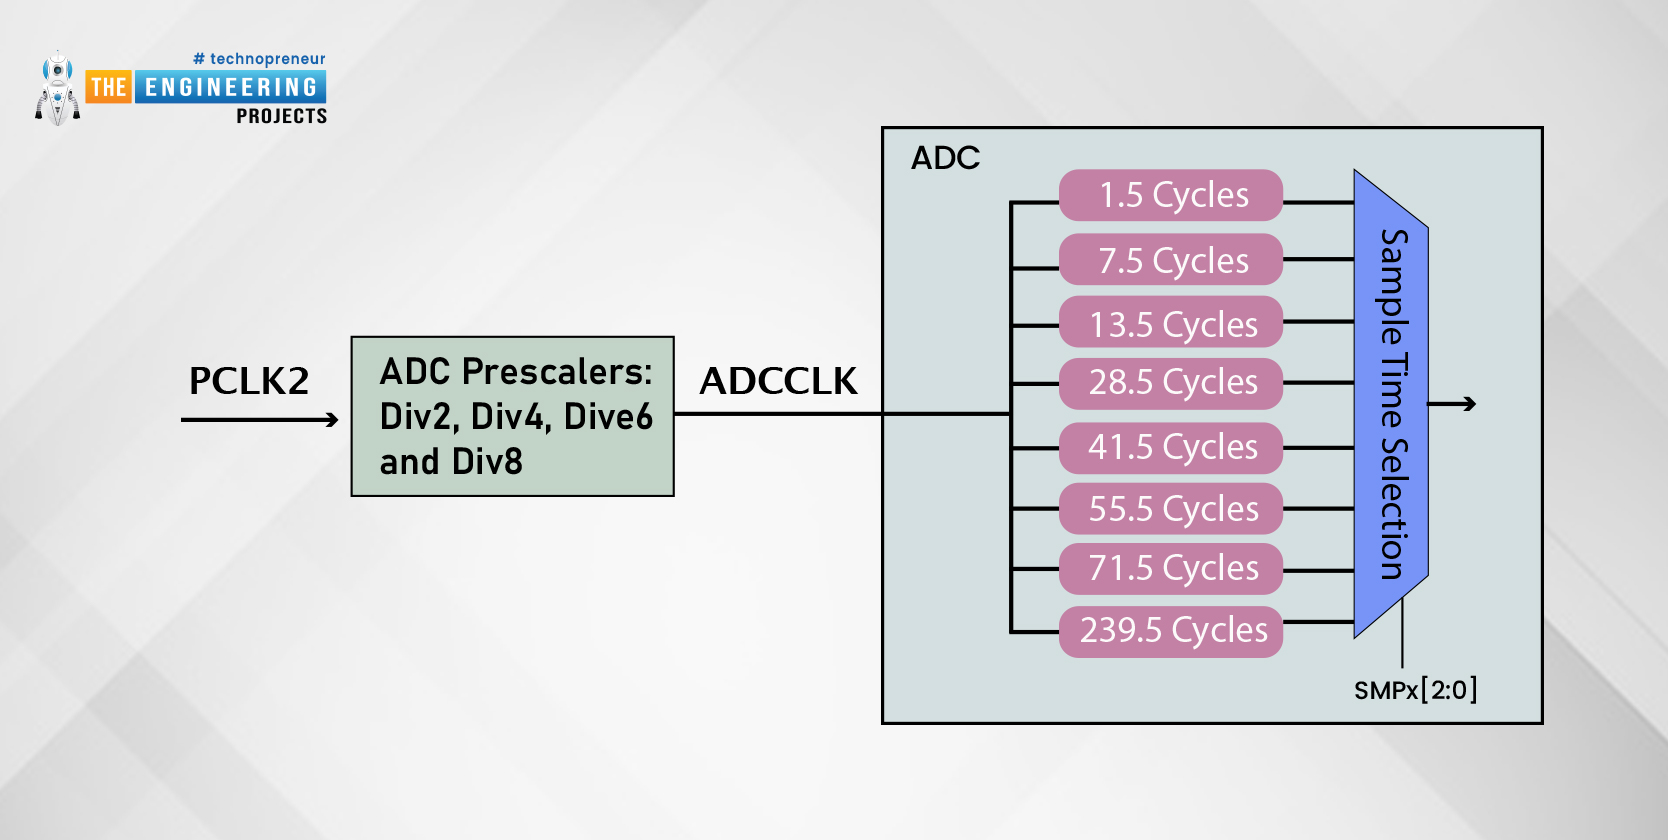 # technopreneur
THE ENGINEERING
PROJECTS
ADC
1.5 Cycles
7.5 Cycles
13.5 Cycles
28.5 Cycles
41.5 Cycles
55.5 Cycles
71.5 Cycles
239.5 Cycles
Sample Time Selection
SMPx[2:0]
PCLK2
ADC Prescalers:
Div2, Div4, Dive6
and Div8
ADCCLK